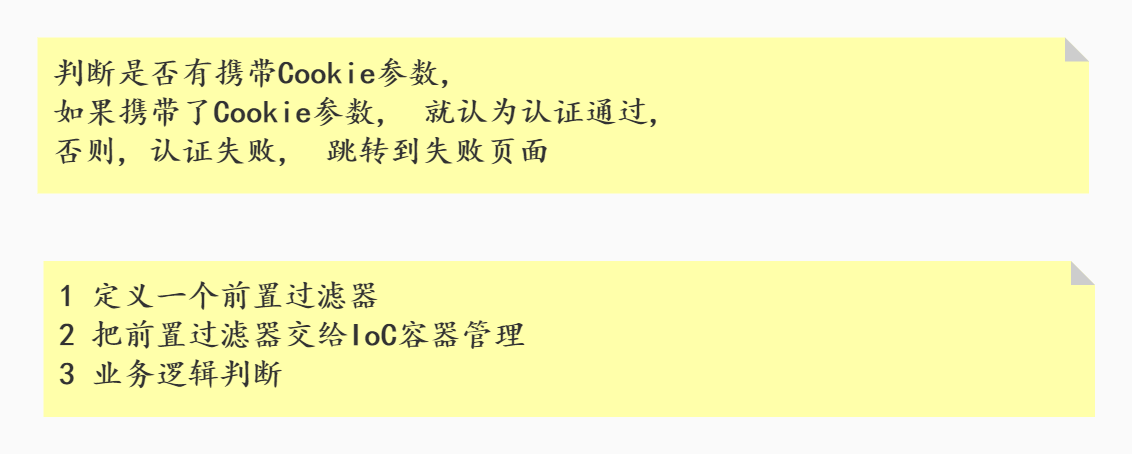 判断是否有携带Cookie参数,
如果携带了Cookie参数, 就认为认证通过,
否则, 认证失败, 跳转到失败页面
1 定义一个前置过滤器
2 把前置过滤器交给IoC容器管理
3 业务逻辑判断